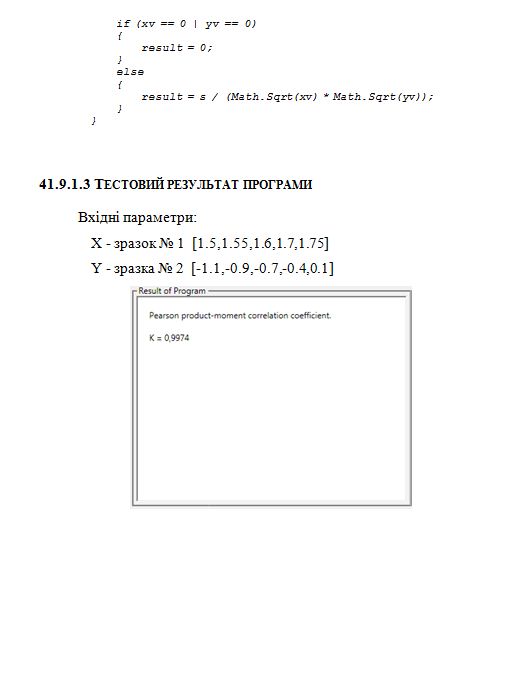 if (xv == 0 | yv == 0)
{
result = 0;
}
else
{
result = s / (Math.Sqrt(xv) * Math.Sqrt(yv));
}
}
41.9.1.3 ТЕСТОВИЙ РЕЗУЛЬТАТ ПРОГРАМИ
Вхідні параметри:
X - зразок № 1 [1.5,1.55,1.6,1.7,1.75]
Y - зразка № 2 [-1.1,-0.9,-0.7,-0.4,0.1]
Result of Program
Pearson product-moment correlation coefficient.
K = 0,9974